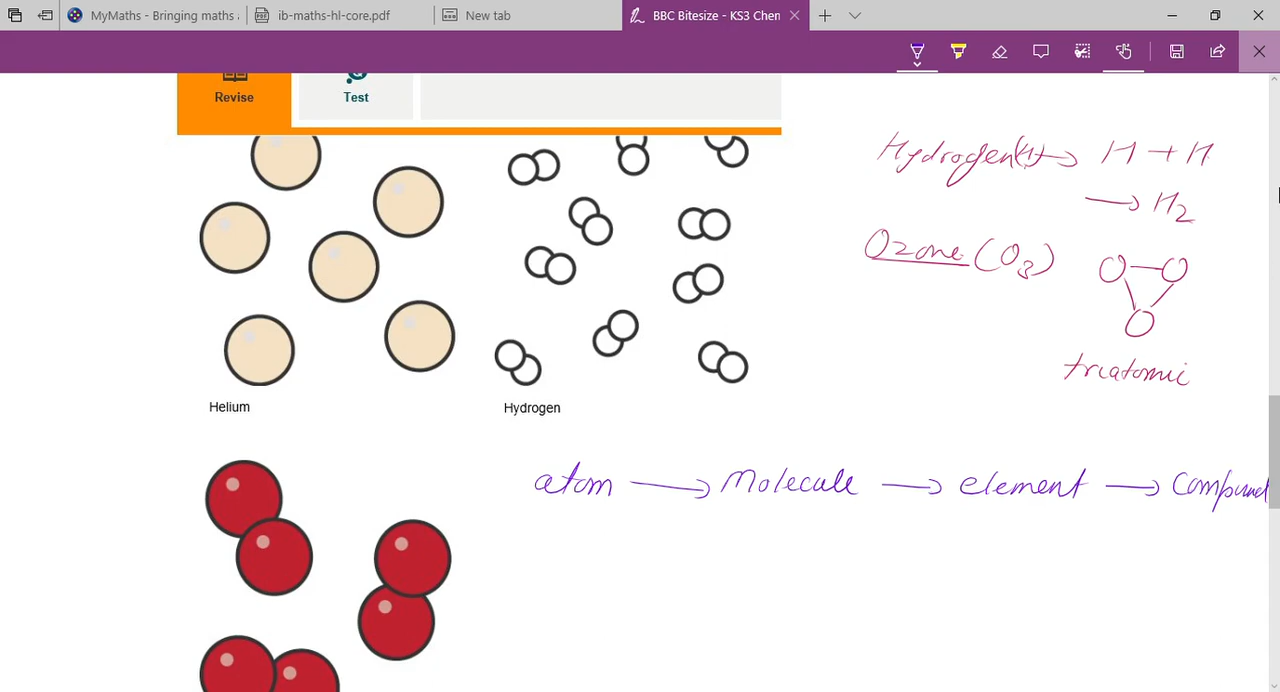 MyMaths - Bringing maths a
ib-maths-hl-core.pdf
New tab
BBC Bitesize - KS3 Chem
Revise
Test
Hydrogen(H) → H + H
→ H₂
Ozone (O₃)
O O
O
triatomic
Helium
Hydrogen
atom → Molecule → element → Compound